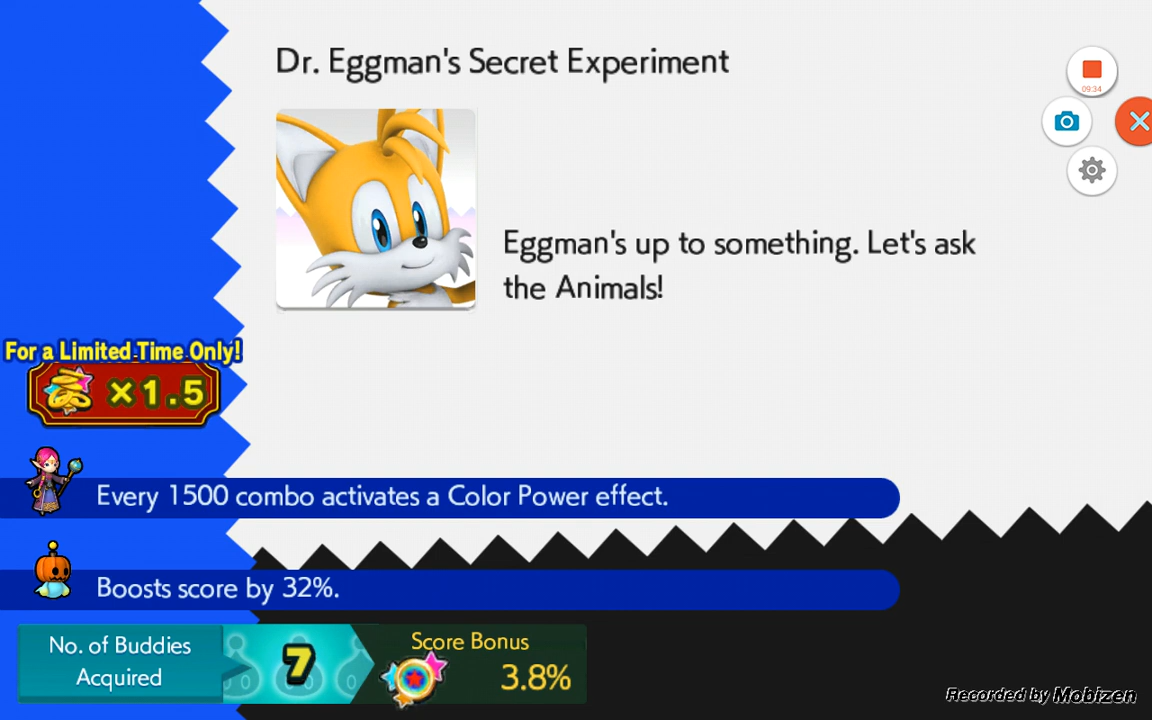 Dr. Eggman's Secret Experiment
09:34
Eggman's up to something. Let's ask
the Animals!
For a Limited Time Only!
×1.5
Every 1500 combo activates a Color Power effect.
Boosts score by 32%.
No. of Buddies
Acquired
7
Score Bonus
3.8%
Recorded by Mobizen